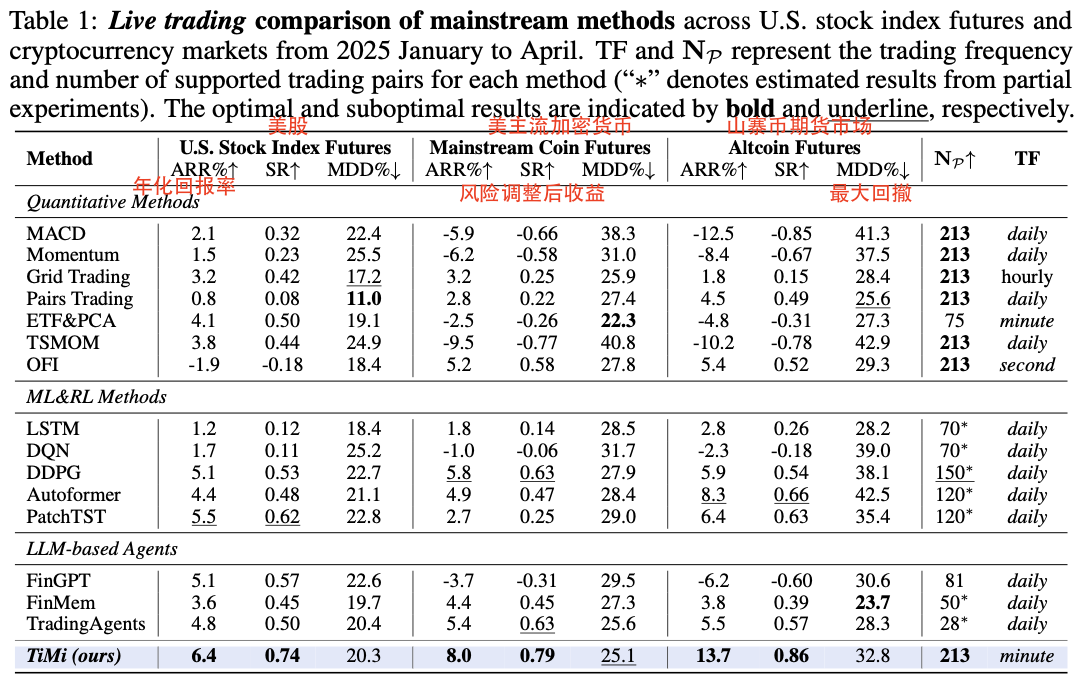 Table 1: Live trading comparison of mainstream methods across U.S. stock index futures and
cryptocurrency markets from 2025 January to April. TF and N𝒫 represent the trading frequency
and number of supported trading pairs for each method (“*” denotes estimated results from partial
experiments). The optimal and suboptimal results are indicated by bold and underline, respectively.
美股 美主流加密货币 山寨币期货市场
Method U.S. Stock Index Futures Mainstream Coin Futures Altcoin Futures N𝒫↑ TF
ARR%↑ SR↑ MDD%↓ ARR%↑ SR↑ MDD%↓ ARR%↑ SR↑ MDD%↓
年化回报率 风险调整后收益 最大回撤
Quantitative Methods
MACD 2.1 0.32 22.4 -5.9 -0.66 38.3 -12.5 -0.85 41.3 213 daily
Momentum 1.5 0.23 25.5 -6.2 -0.58 31.0 -8.4 -0.67 37.5 213 daily
Grid Trading 3.2 0.42 17.2 3.2 0.25 25.9 1.8 0.15 28.4 213 hourly
Pairs Trading 0.8 0.08 11.0 2.8 0.22 27.4 4.5 0.49 25.6 213 daily
ETF&PCA 4.1 0.50 19.1 -2.5 -0.26 22.3 -4.8 -0.31 27.3 75 minute
TSMOM 3.8 0.44 24.9 -9.5 -0.77 40.8 -10.2 -0.78 42.9 213 daily
OFI -1.9 -0.18 18.4 5.2 0.58 27.8 5.4 0.52 29.3 213 second
ML&RL Methods
LSTM 1.2 0.12 18.4 1.8 0.14 28.5 2.8 0.26 28.2 70* daily
DQN 1.7 0.11 25.2 -1.0 -0.06 31.7 -2.3 -0.18 39.0 70* daily
DDPG 5.1 0.53 22.7 5.8 0.63 27.9 5.9 0.54 38.1 150* daily
Autoformer 4.4 0.48 21.1 4.9 0.47 28.4 8.3 0.66 42.5 120* daily
PatchTST 5.5 0.62 22.8 2.7 0.25 29.0 6.4 0.63 35.4 120* daily
LLM-based Agents
FinGPT 5.1 0.57 22.6 -3.7 -0.31 29.5 -6.2 -0.60 30.6 81 daily
FinMem 3.6 0.45 19.7 4.4 0.45 27.3 3.8 0.39 23.7 50* daily
TradingAgents 4.8 0.50 20.4 5.4 0.63 25.6 5.5 0.57 28.3 28* daily
TiMi (ours) 6.4 0.74 20.3 8.0 0.79 25.1 13.7 0.86 32.8 213 minute